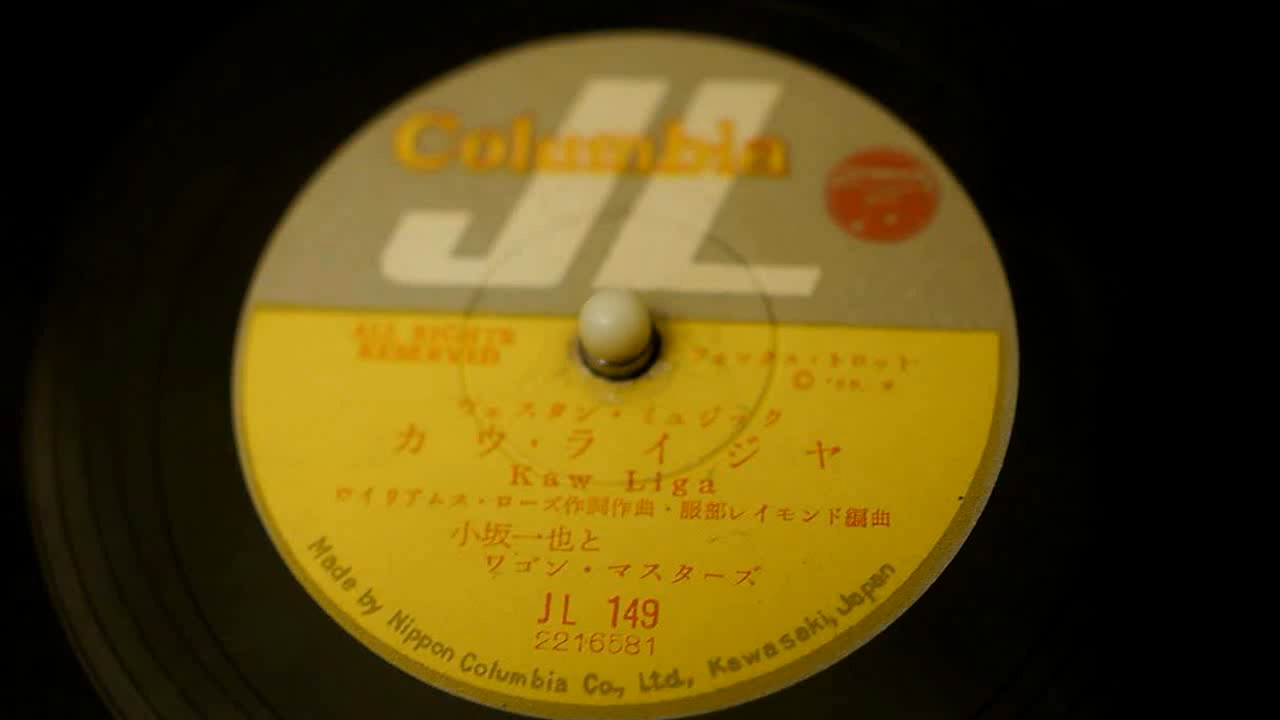 Columbia
JL
ALL RIGHTS
RESERVED
フォックス・トロット
ウェスタン・ミュジック
カウ・ライジャ
Kaw Liga
ロイリアムス・ローズ作詞作曲・服部レイモンド編曲
小坂一也と
ワゴン・マスターズ
JL 149
2216581
Made by Nippon Columbia Co., Ltd., Kawasaki, Japan